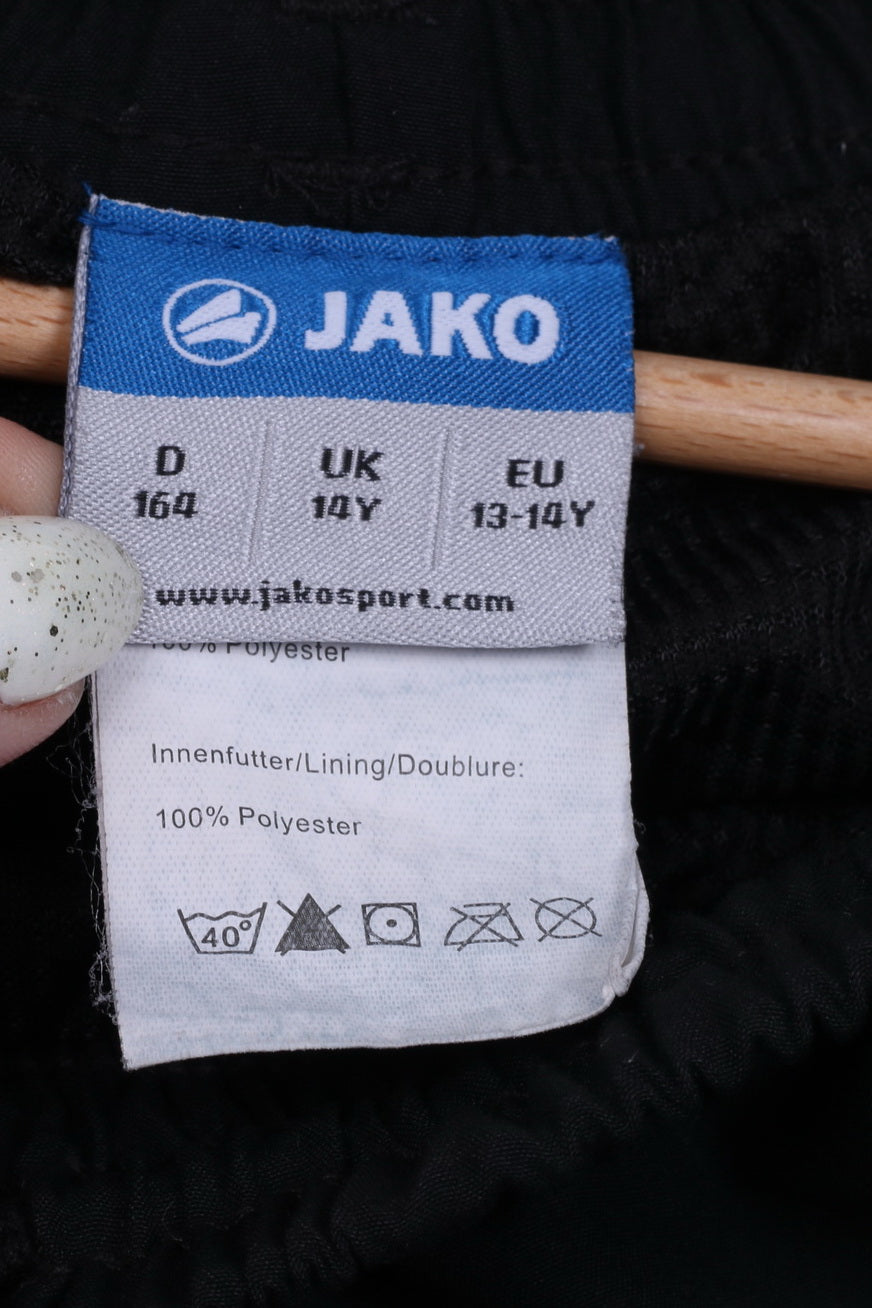 JAKO
D UK EU
164 14Y 13-14Y
www.jakosport.com
100% Polyester
Innenfutter/Lining/Doublure:
100% Polyester
40°